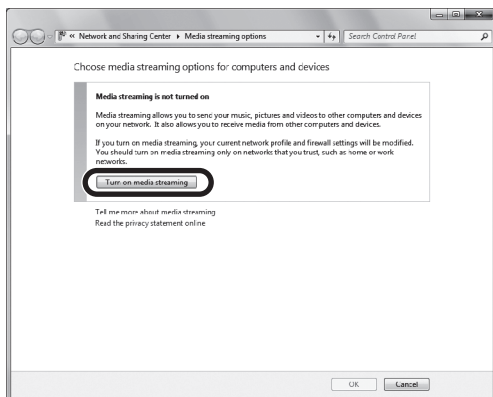 « Network and Sharing Center ▸ Media streaming options
Search Control Panel
Choose media streaming options for computers and devices
Media streaming is not turned on
Media streaming allows you to send your music, pictures and videos to other computers and devices
on your network. It also allows you to receive media from other computers and devices.
If you turn on media streaming, your current network profile and firewall settings will be modified.
You should turn on media streaming only on networks that you trust, such as home or work
networks.
Turn on media streaming
Tell me more about media streaming
Read the privacy statement online
OK
Cancel